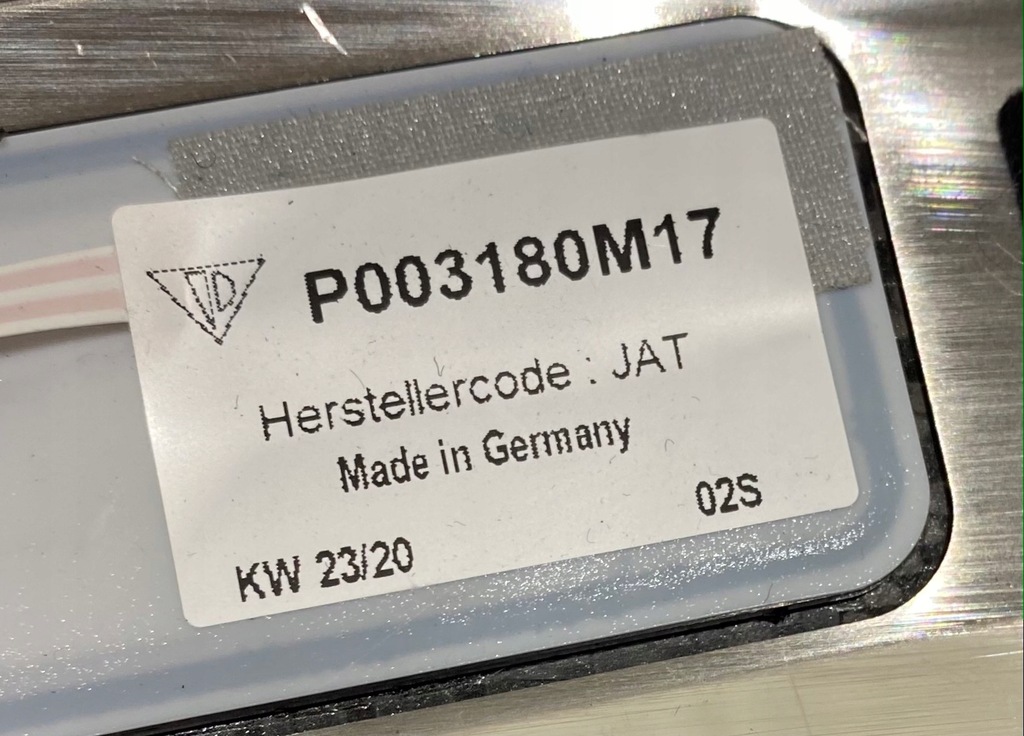 P003180M17
Herstellercode : JAT
Made in Germany
02S
KW 23/20